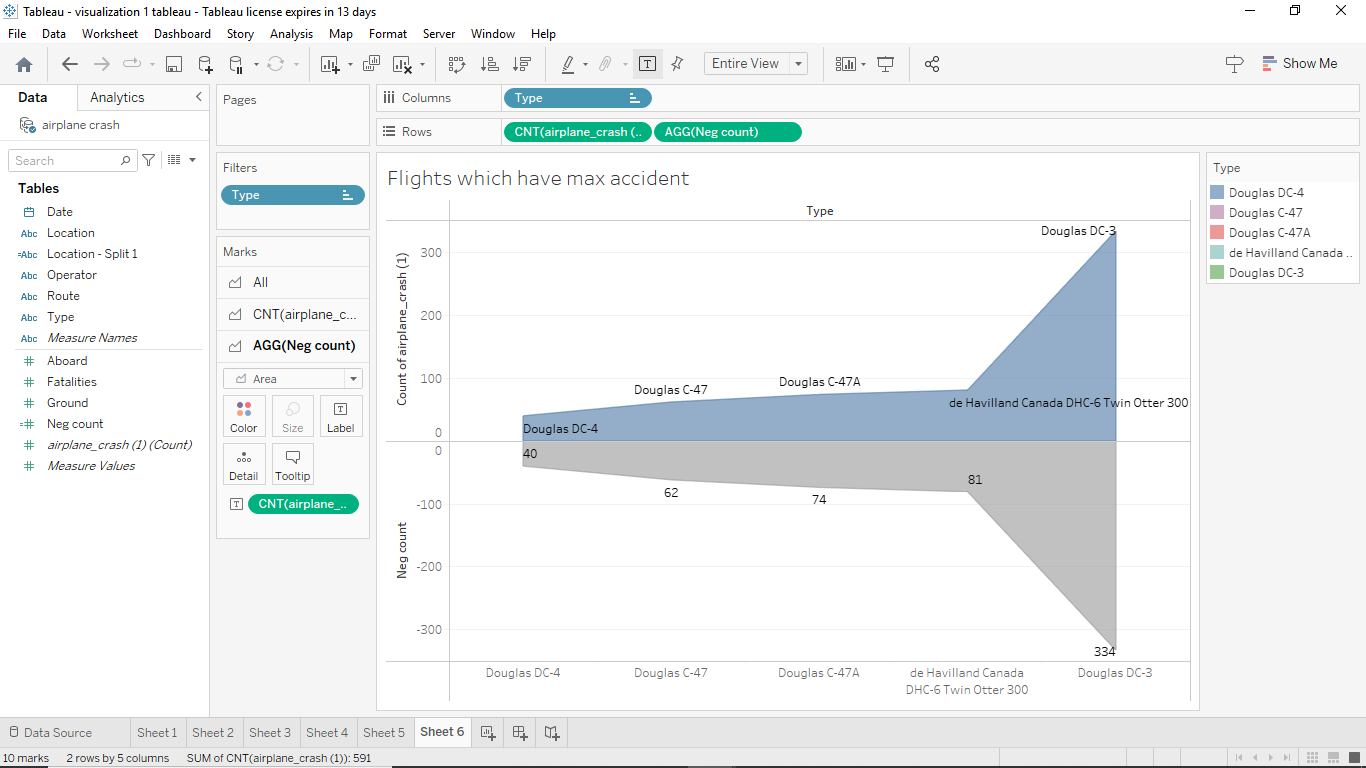 Tableau - visualization 1 tableau - Tableau license expires in 13 days
File Data Worksheet Dashboard Story Analysis Map Format Server Window Help
Entire View
Show Me
Data Analytics
airplane crash
Search
Tables
Date
Abc Location
=Abc Location - Split 1
Abc Operator
Abc Route
Abc Type
Abc Measure Names
Aboard
Fatalities
Ground
Neg count
airplane_crash (1) (Count)
Measure Values
Pages
Filters
Type
Marks
All
CNT(airplane_c...
AGG(Neg count)
Area
Color Size Label
Detail Tooltip
CNT(airplane_..
Columns Type
Rows CNT(airplane_crash (.. AGG(Neg count)
Flights which have max accident
Type
Count of airplane_crash (1)
300
200
100
0
Douglas DC-4
Douglas C-47
Douglas C-47A
de Havilland Canada DHC-6 Twin Otter 300
Douglas DC-3
Neg count
0
-100
-200
-300
40
62
74
81
334
Douglas DC-4
Douglas C-47
Douglas C-47A
de Havilland Canada
DHC-6 Twin Otter 300
Douglas DC-3
Type
Douglas DC-4
Douglas C-47
Douglas C-47A
de Havilland Canada ..
Douglas DC-3
Data Source Sheet 1 Sheet 2 Sheet 3 Sheet 4 Sheet 5 Sheet 6
10 marks 2 rows by 5 columns SUM of CNT(airplane_crash (1)): 591